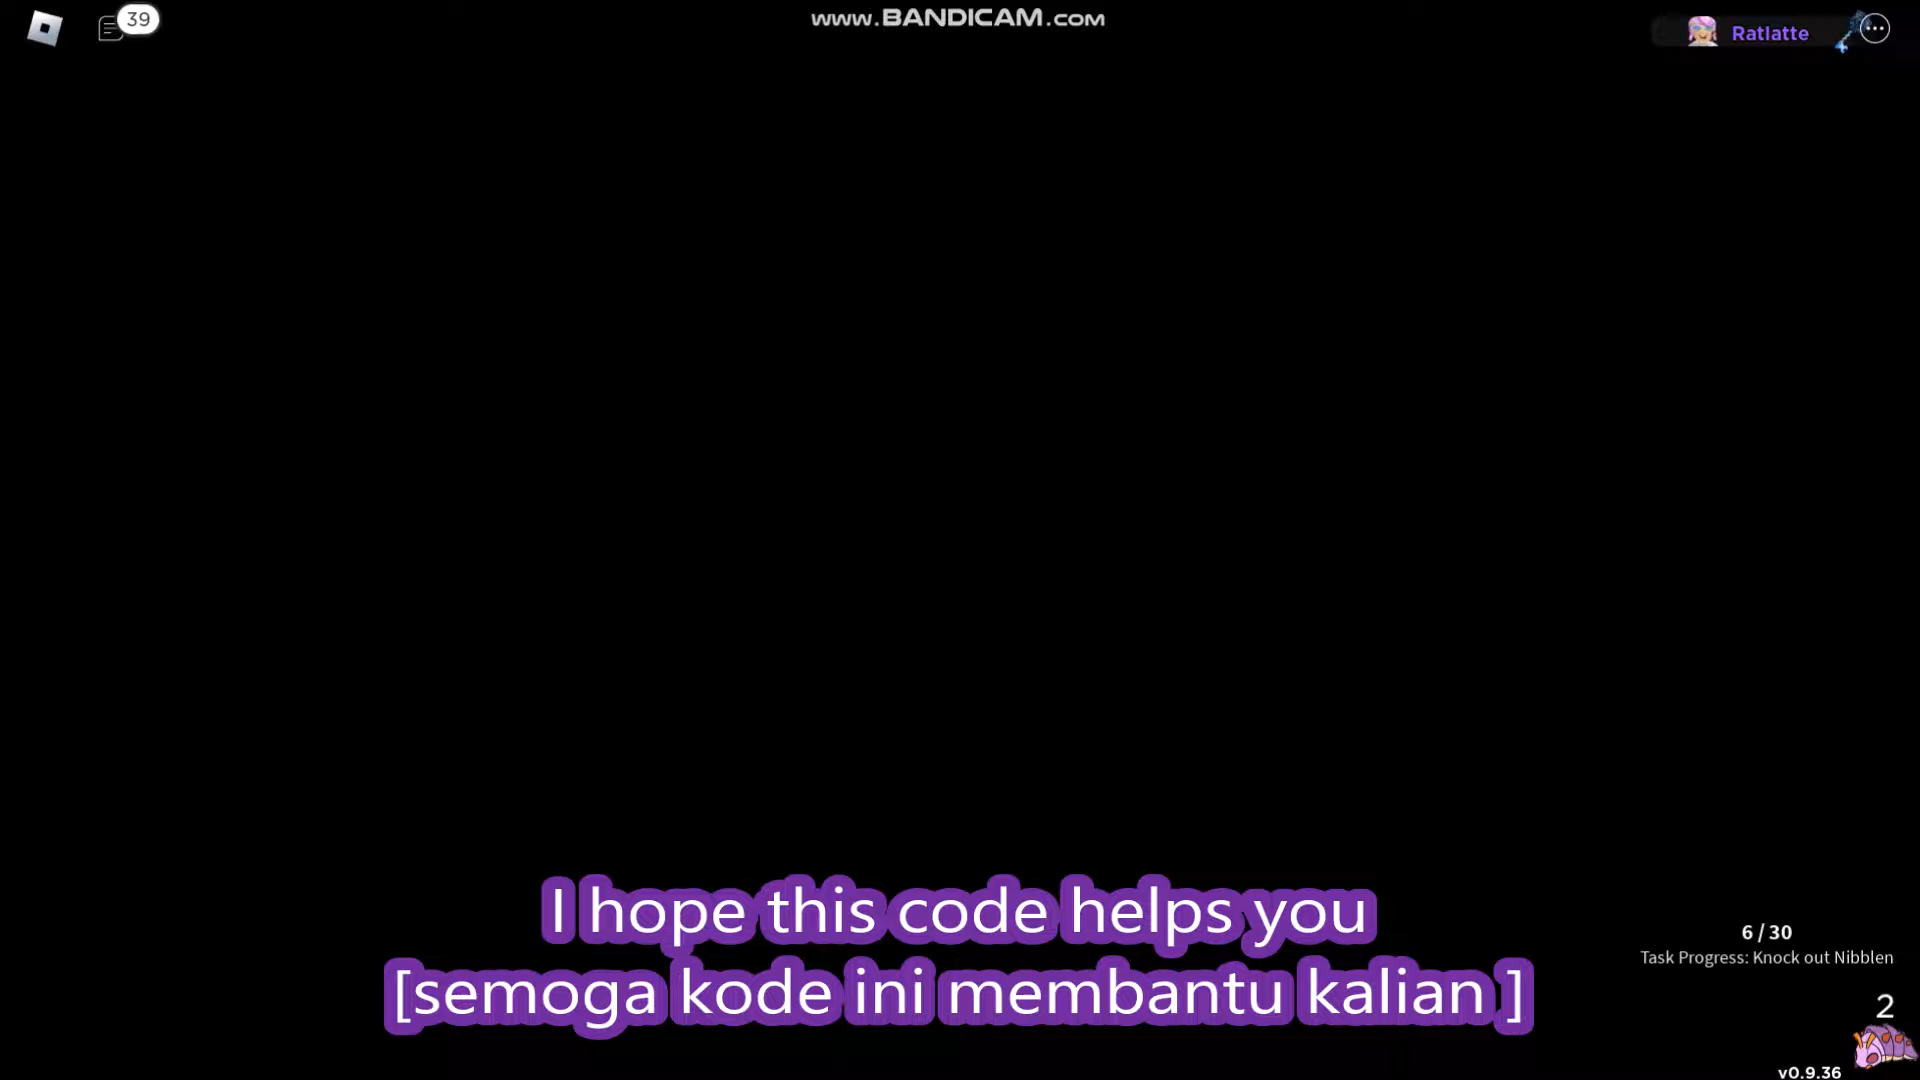 39
www.BANDICAM.com
Ratlatte
I hope this code helps you
[semoga kode ini membantu kalian ]
6 / 30
Task Progress: Knock out Nibblen
2
v0.9.36